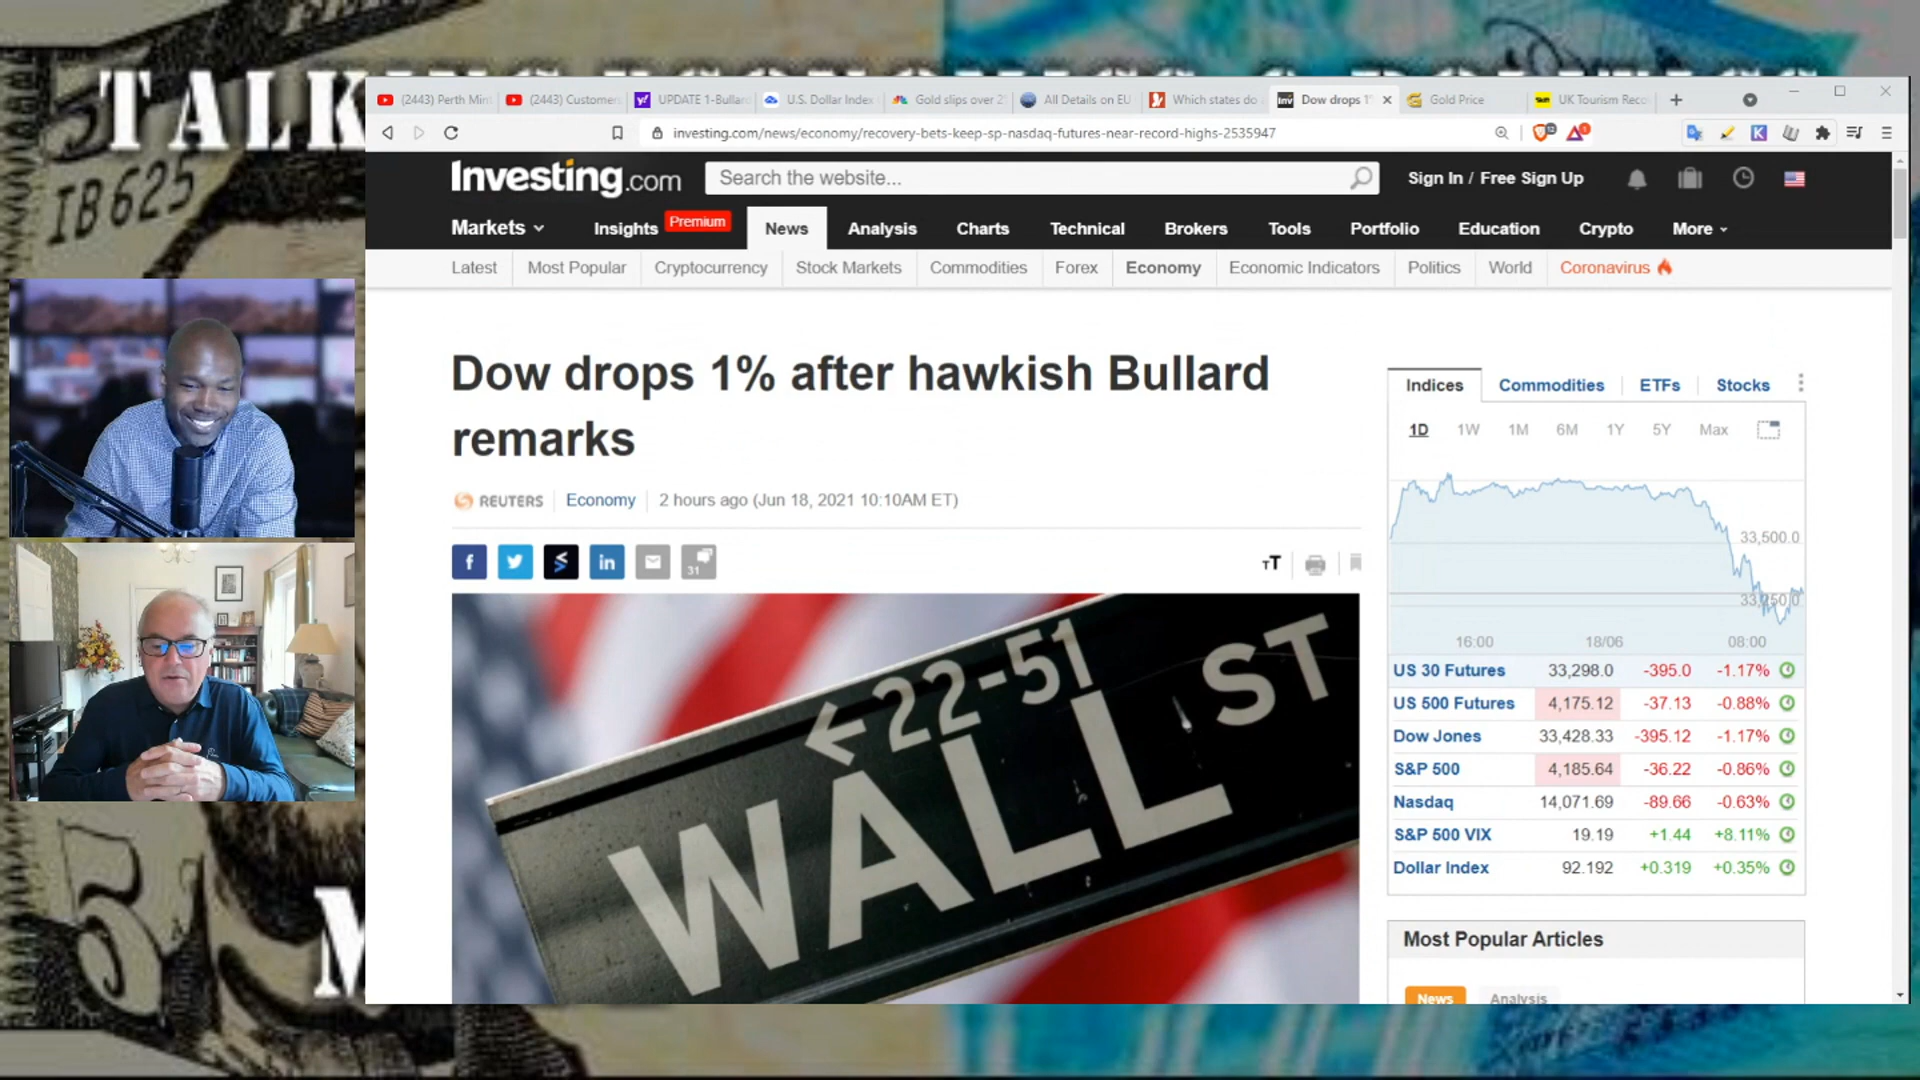 TALK
IB625
(2443) Perth Min
(2443) Customer
UPDATE 1-Bullar
U.S. Dollar Index
Gold slips over 2
All Details on EU
Which states do
Dow drops 1
Gold Price
UK Tourism Reco
investing.com/news/economy/recovery-bets-keep-sp-nasdaq-futures-near-record-highs-2535947
Investing.com
Search the website...
Sign In / Free Sign Up
Markets
Insights Premium
News
Analysis
Charts
Technical
Brokers
Tools
Portfolio
Education
Crypto
More
Latest
Most Popular
Cryptocurrency
Stock Markets
Commodities
Forex
Economy
Economic Indicators
Politics
World
Coronavirus
Dow drops 1% after hawkish Bullard
remarks
REUTERS Economy 2 hours ago (Jun 18, 2021 10:10AM ET)
31
TT
←22-51
WALL ST
Indices Commodities ETFs Stocks
1D 1W 1M 6M 1Y 5Y Max
33,500.0
33,250.0
16:00 18/06 08:00
US 30 Futures 33,298.0 -395.0 -1.17%
US 500 Futures 4,175.12 -37.13 -0.88%
Dow Jones 33,428.33 -395.12 -1.17%
S&P 500 4,185.64 -36.22 -0.86%
Nasdaq 14,071.69 -89.66 -0.63%
S&P 500 VIX 19.19 +1.44 +8.11%
Dollar Index 92.192 +0.319 +0.35%
Most Popular Articles
News Analysis
5
M